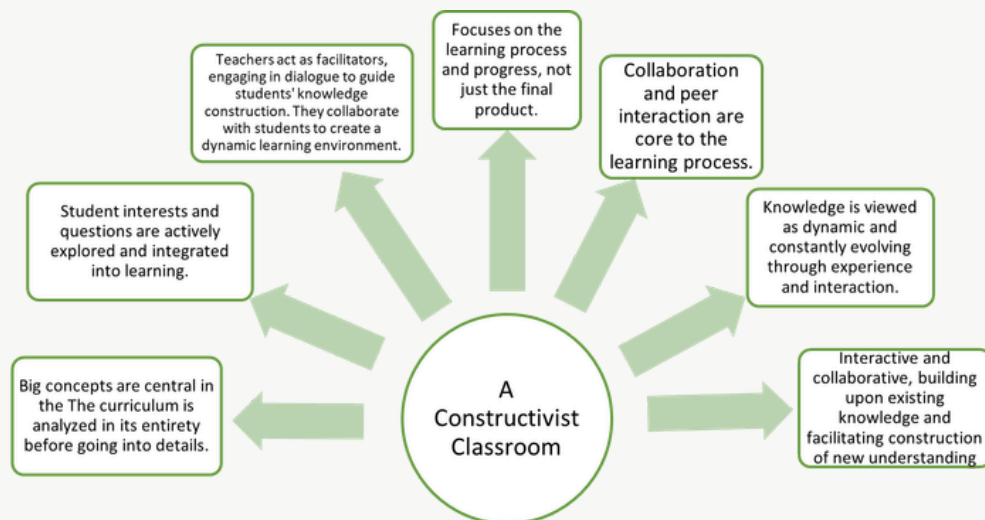 Focuses on the
learning process
and progress, not
just the final
product.
Teachers act as facilitators,
engaging in dialogue to guide
students' knowledge
construction. They collaborate
with students to create a
dynamic learning environment.
Collaboration
and peer
interaction are
core to the
learning process.
Student interests and
questions are actively
explored and integrated
into learning.
Knowledge is viewed
as dynamic and
constantly evolving
through experience
and interaction.
Big concepts are central in
the The curriculum is
analyzed in its entirety
before going into details.
A
Constructivist
Classroom
Interactive and
collaborative, building
upon existing
knowledge and
facilitating construction
of new understanding